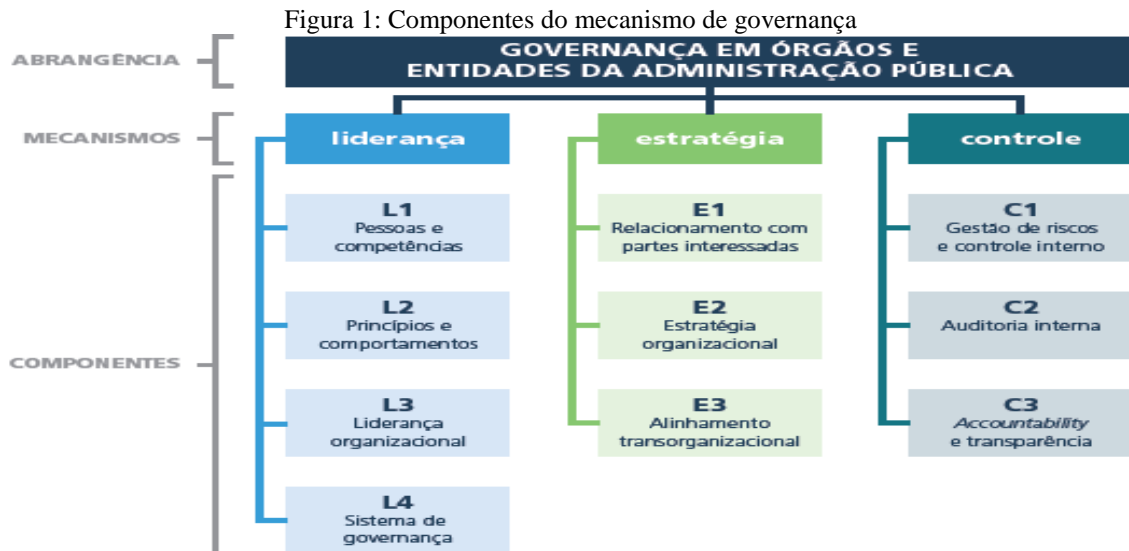 Figura 1: Componentes do mecanismo de governança
ABRANGÊNCIA
GOVERNANÇA EM ÓRGÃOS E
ENTIDADES DA ADMINISTRAÇÃO PÚBLICA
MECANISMOS
liderança
estratégia
controle
COMPONENTES
L1
Pessoas e
competências
E1
Relacionamento com
partes interessadas
C1
Gestão de riscos
e controle interno
L2
Princípios e
comportamentos
E2
Estratégia
organizacional
C2
Auditoria interna
L3
Liderança
organizacional
E3
Alinhamento
transorganizacional
C3
Accountability
e transparência
L4
Sistema de
governança